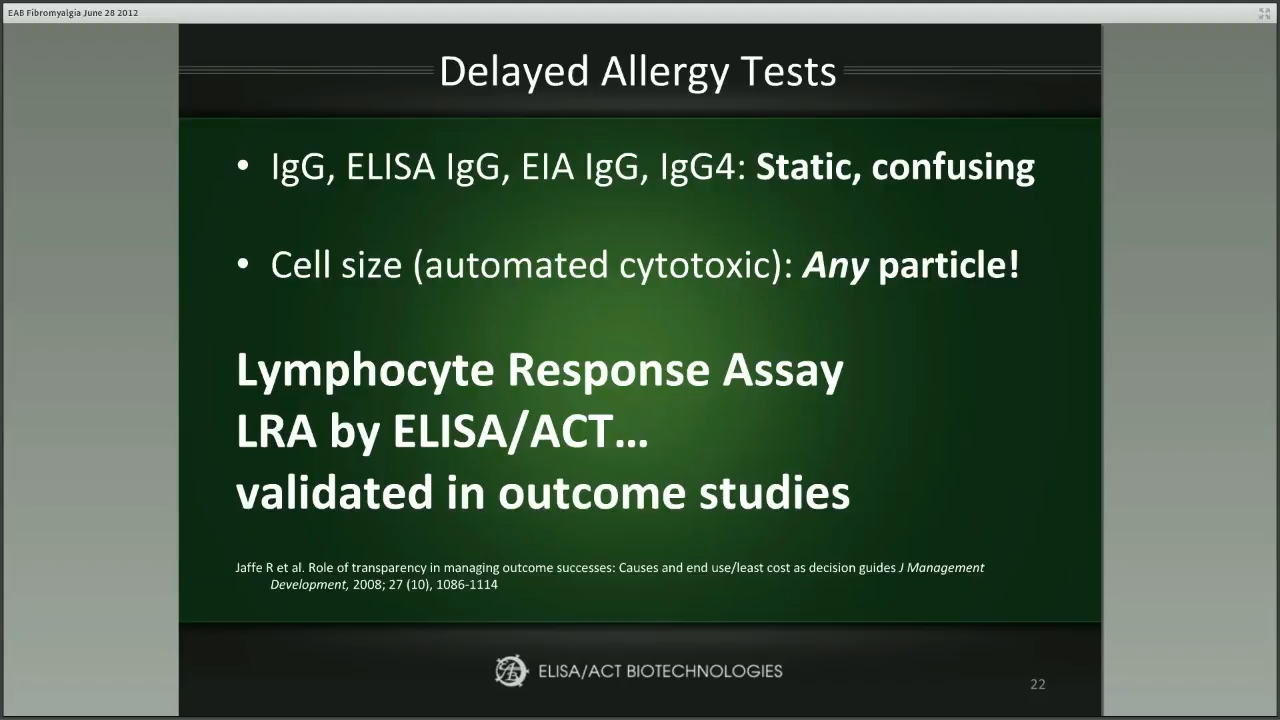 EAB Fibromyalgia June 28 2012
Delayed Allergy Tests
• IgG, ELISA IgG, EIA IgG, IgG4: Static, confusing
• Cell size (automated cytotoxic): Any particle!
Lymphocyte Response Assay
LRA by ELISA/ACT…
validated in outcome studies
Jaffe R et al. Role of transparency in managing outcome successes: Causes and end use/least cost as decision guides J Management
Development, 2008; 27 (10), 1086-1114
EAB
ELISA/ACT BIOTECHNOLOGIES
22